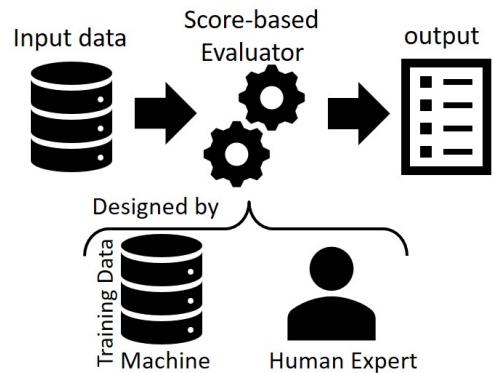 Input data
Score-based
Evaluator
output
Designed by
Training Data
Machine
Human Expert